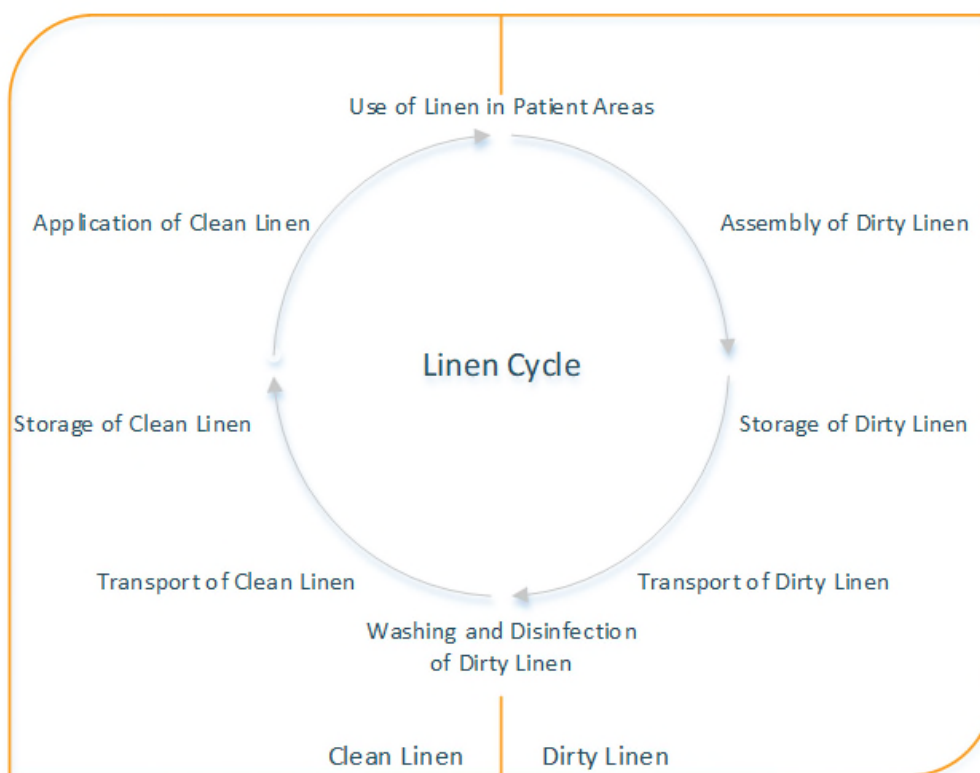 Use of Linen in Patient Areas
Application of Clean Linen
Assembly of Dirty Linen
Linen Cycle
Storage of Clean Linen
Storage of Dirty Linen
Transport of Clean Linen
Transport of Dirty Linen
Washing and Disinfection
of Dirty Linen
Clean Linen
Dirty Linen